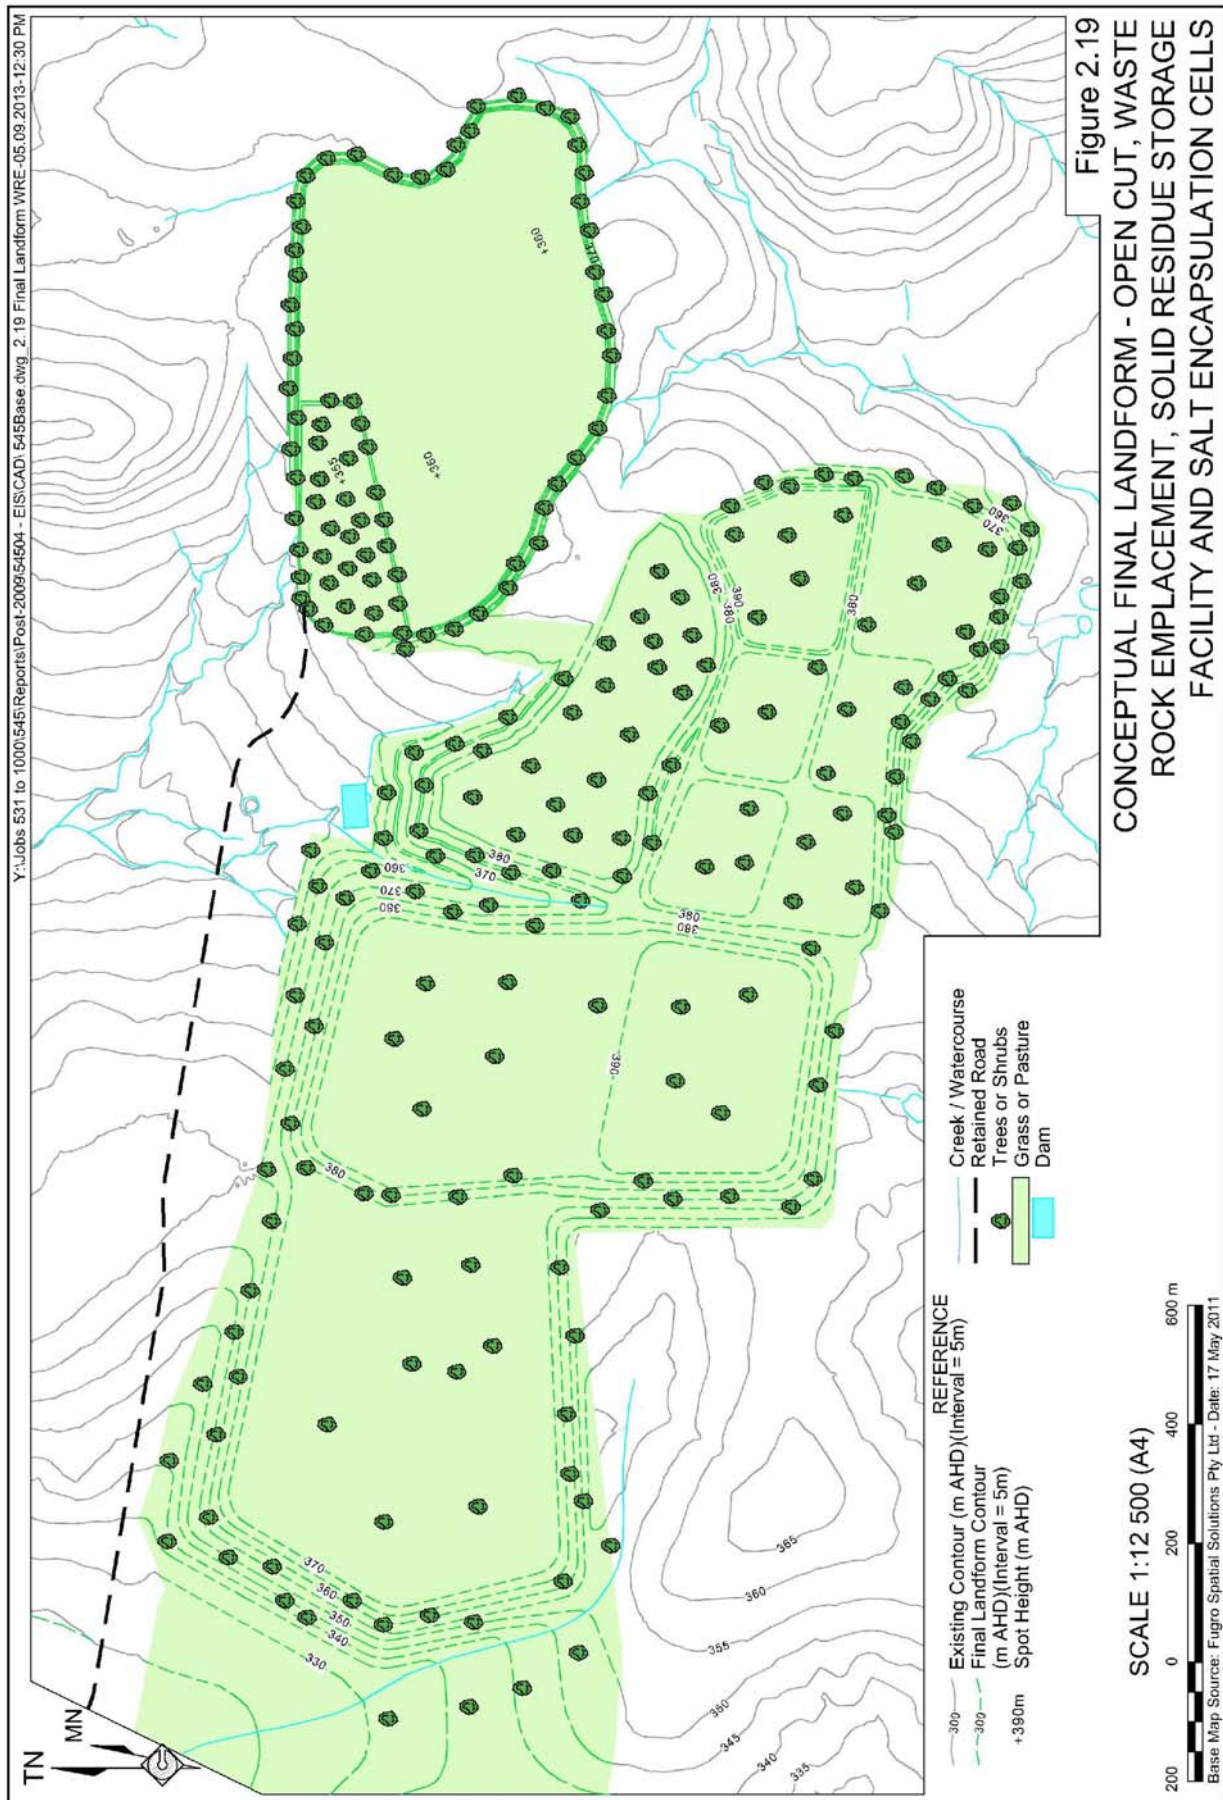 Y:\Jobs 531 to 1000\545\Reports\Post-2009\54504 - EIS\CAD\ 545Base.dwg_2.19 Final Landform WRE-05.09.2013-12:30 PM
TN
MN
330
340
350
360
370
380
360
370
380
370
380
390
380
380
380
390
380
390
380
370
360
+355
+360
+360
370
365
360
355
350
345
340
335
REFERENCE
300 Existing Contour (m AHD)(Interval = 5m)
300 Final Landform Contour
(m AHD)(Interval = 5m)
+390m Spot Height (m AHD)
Creek / Watercourse
Retained Road
Trees or Shrubs
Grass or Pasture
Dam
SCALE 1:12 500 (A4)
200 0 200 400 600 m
Base Map Source: Fugro Spatial Solutions Pty Ltd - Date: 17 May 2011
Figure 2.19
CONCEPTUAL FINAL LANDFORM - OPEN CUT, WASTE
ROCK EMPLACEMENT, SOLID RESIDUE STORAGE
FACILITY AND SALT ENCAPSULATION CELLS